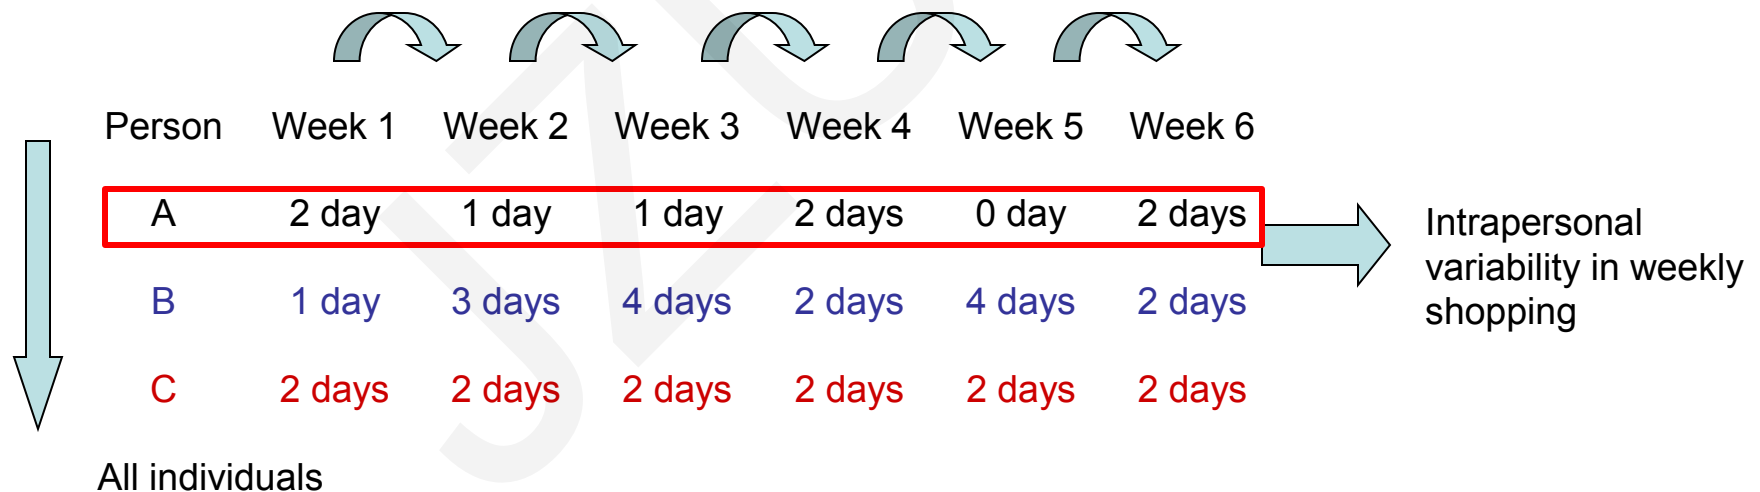 Person Week 1 Week 2 Week 3 Week 4 Week 5 Week 6
A 2 day 1 day 1 day 2 days 0 day 2 days
B 1 day 3 days 4 days 2 days 4 days 2 days
C 2 days 2 days 2 days 2 days 2 days 2 days
All individuals
Intrapersonal
variability in weekly
shopping